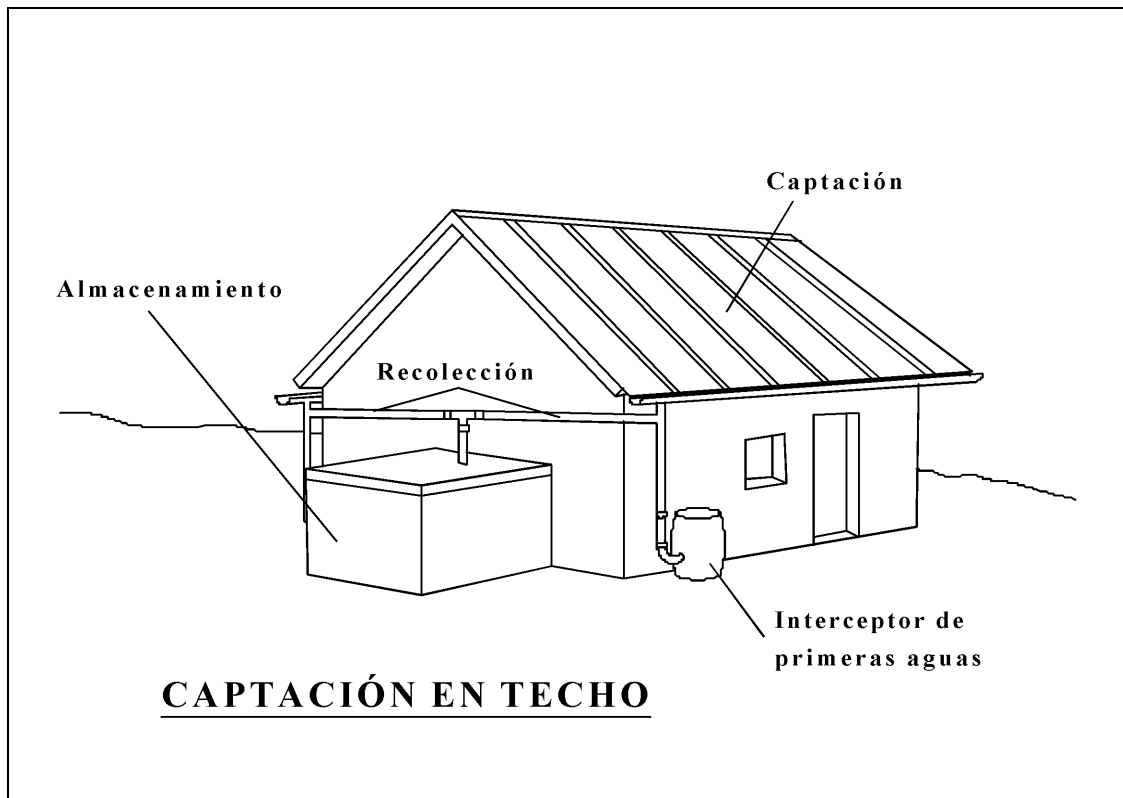 Captación
Almacenamiento
Recolección
Interceptor de
primeras aguas
CAPTACIÓN EN TECHO